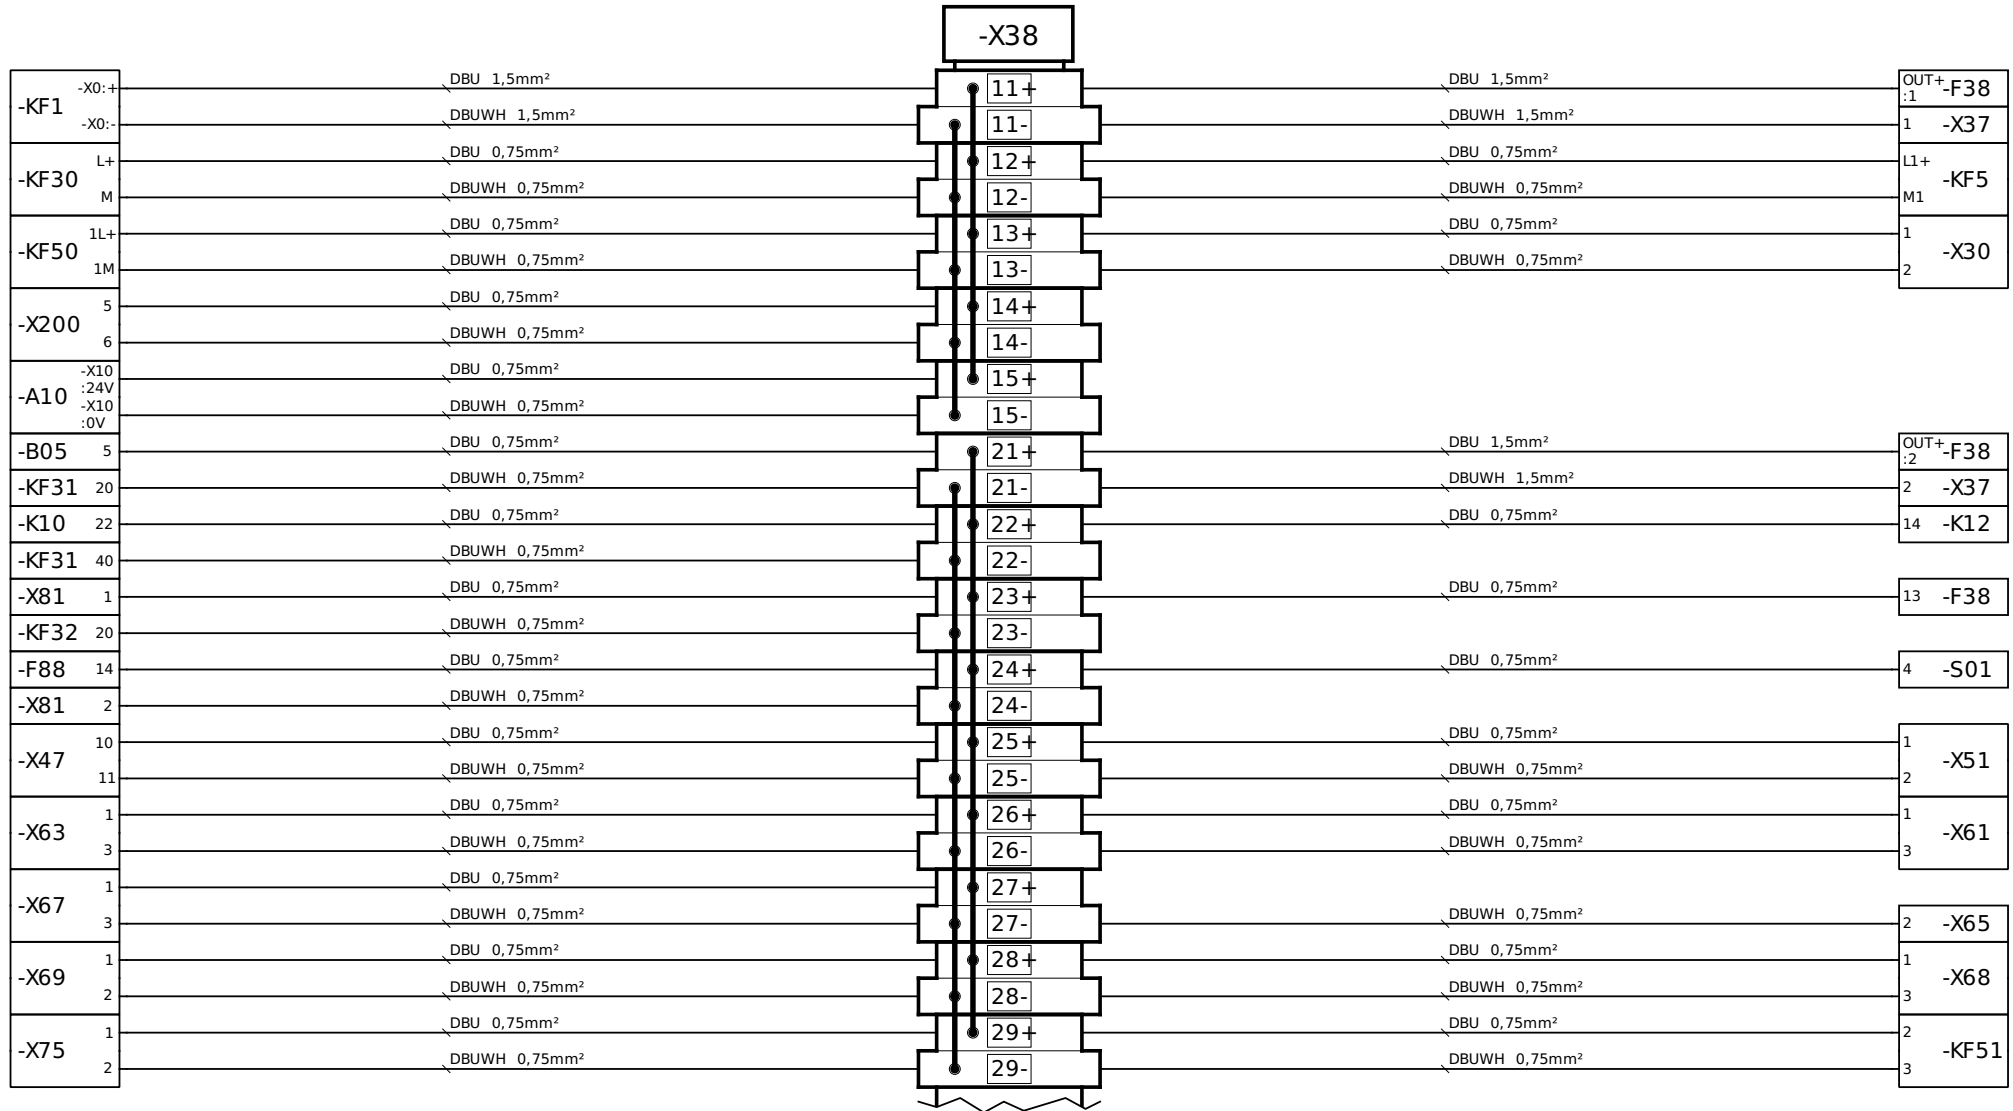 -X38
-KF1 -X0:+ DBU 1,5mm² 11+ DBU 1,5mm² OUT+ :1 -F38
-X0:- DBUWH 1,5mm² 11- DBUWH 1,5mm² 1 -X37
-KF30 L+ DBU 0,75mm² 12+ DBU 0,75mm² L1+ -KF5
M DBUWH 0,75mm² 12- DBUWH 0,75mm² M1
-KF50 1L+ DBU 0,75mm² 13+ DBU 0,75mm² 1 -X30
1M DBUWH 0,75mm² 13- DBUWH 0,75mm² 2
-X200 5 DBU 0,75mm² 14+
6 DBUWH 0,75mm² 14-
-A10 -X10 :24V DBU 0,75mm² 15+
-X10 :0V DBUWH 0,75mm² 15-
-B05 5 DBU 0,75mm² 21+ DBU 1,5mm² OUT+ :2 -F38
-KF31 20 DBUWH 0,75mm² 21- DBUWH 1,5mm² 2 -X37
-K10 22 DBU 0,75mm² 22+ DBU 0,75mm² 14 -K12
-KF31 40 DBUWH 0,75mm² 22-
-X81 1 DBU 0,75mm² 23+ DBU 0,75mm² 13 -F38
-KF32 20 DBUWH 0,75mm² 23-
-F88 14 DBU 0,75mm² 24+ DBU 0,75mm² 4 -S01
-X81 2 DBUWH 0,75mm² 24-
-X47 10 DBU 0,75mm² 25+ DBU 0,75mm² 1 -X51
11 DBUWH 0,75mm² 25- DBUWH 0,75mm² 2
-X63 1 DBU 0,75mm² 26+ DBU 0,75mm² 1 -X61
3 DBUWH 0,75mm² 26- DBUWH 0,75mm² 3
-X67 1 DBU 0,75mm² 27+
3 DBUWH 0,75mm² 27- DBUWH 0,75mm² 2 -X65
-X69 1 DBU 0,75mm² 28+ DBU 0,75mm² 1 -X68
2 DBUWH 0,75mm² 28- DBUWH 0,75mm² 3
-X75 1 DBU 0,75mm² 29+ DBU 0,75mm² 2 -KF51
2 DBUWH 0,75mm² 29- DBUWH 0,75mm² 3